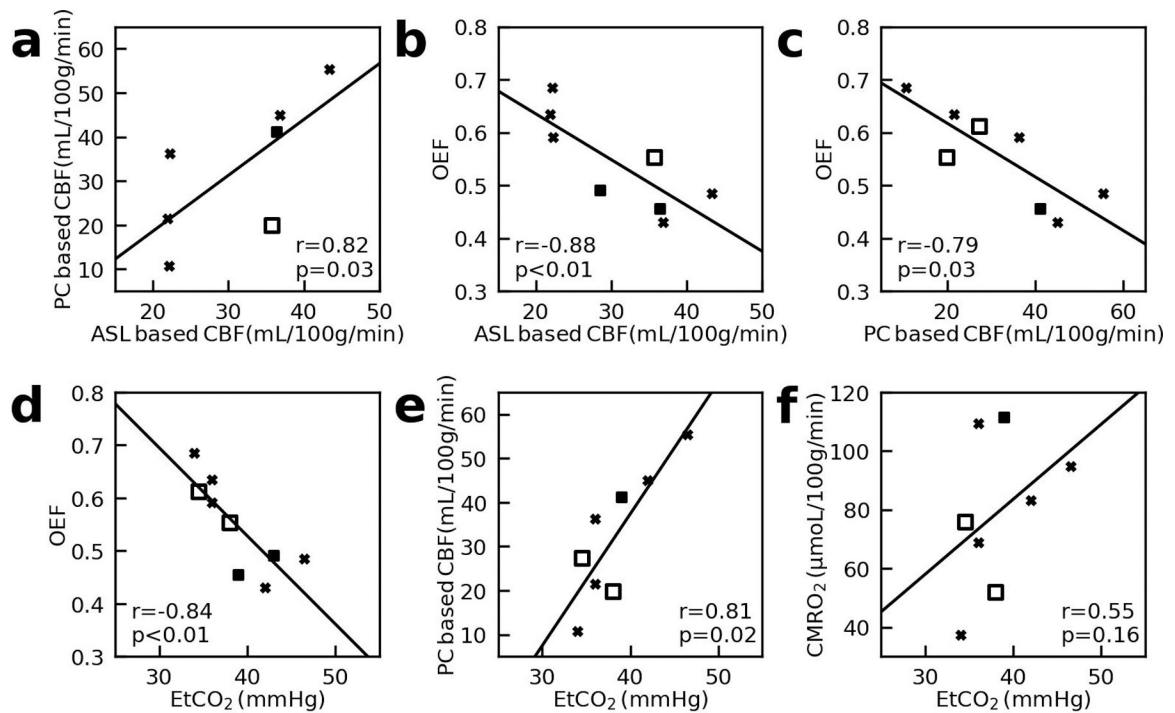 a
PC based CBF(mL/100g/min)
60
50
40
30
20
10
r=0.82
p=0.03
20 30 40 50
ASL based CBF(mL/100g/min)
b
OEF
0.8
0.7
0.6
0.5
0.4
0.3
r=-0.88
p<0.01
20 30 40 50
ASL based CBF(mL/100g/min)
c
OEF
0.8
0.7
0.6
0.5
0.4
0.3
r=-0.79
p=0.03
20 40 60
PC based CBF(mL/100g/min)
d
OEF
0.8
0.7
0.6
0.5
0.4
0.3
r=-0.84
p<0.01
30 40 50
EtCO₂ (mmHg)
e
PC based CBF(mL/100g/min)
60
50
40
30
20
10
r=0.81
p=0.02
30 40 50
EtCO₂ (mmHg)
f
CMRO₂ (μmoL/100g/min)
120
100
80
60
40
r=0.55
p=0.16
30 40 50
EtCO₂ (mmHg)